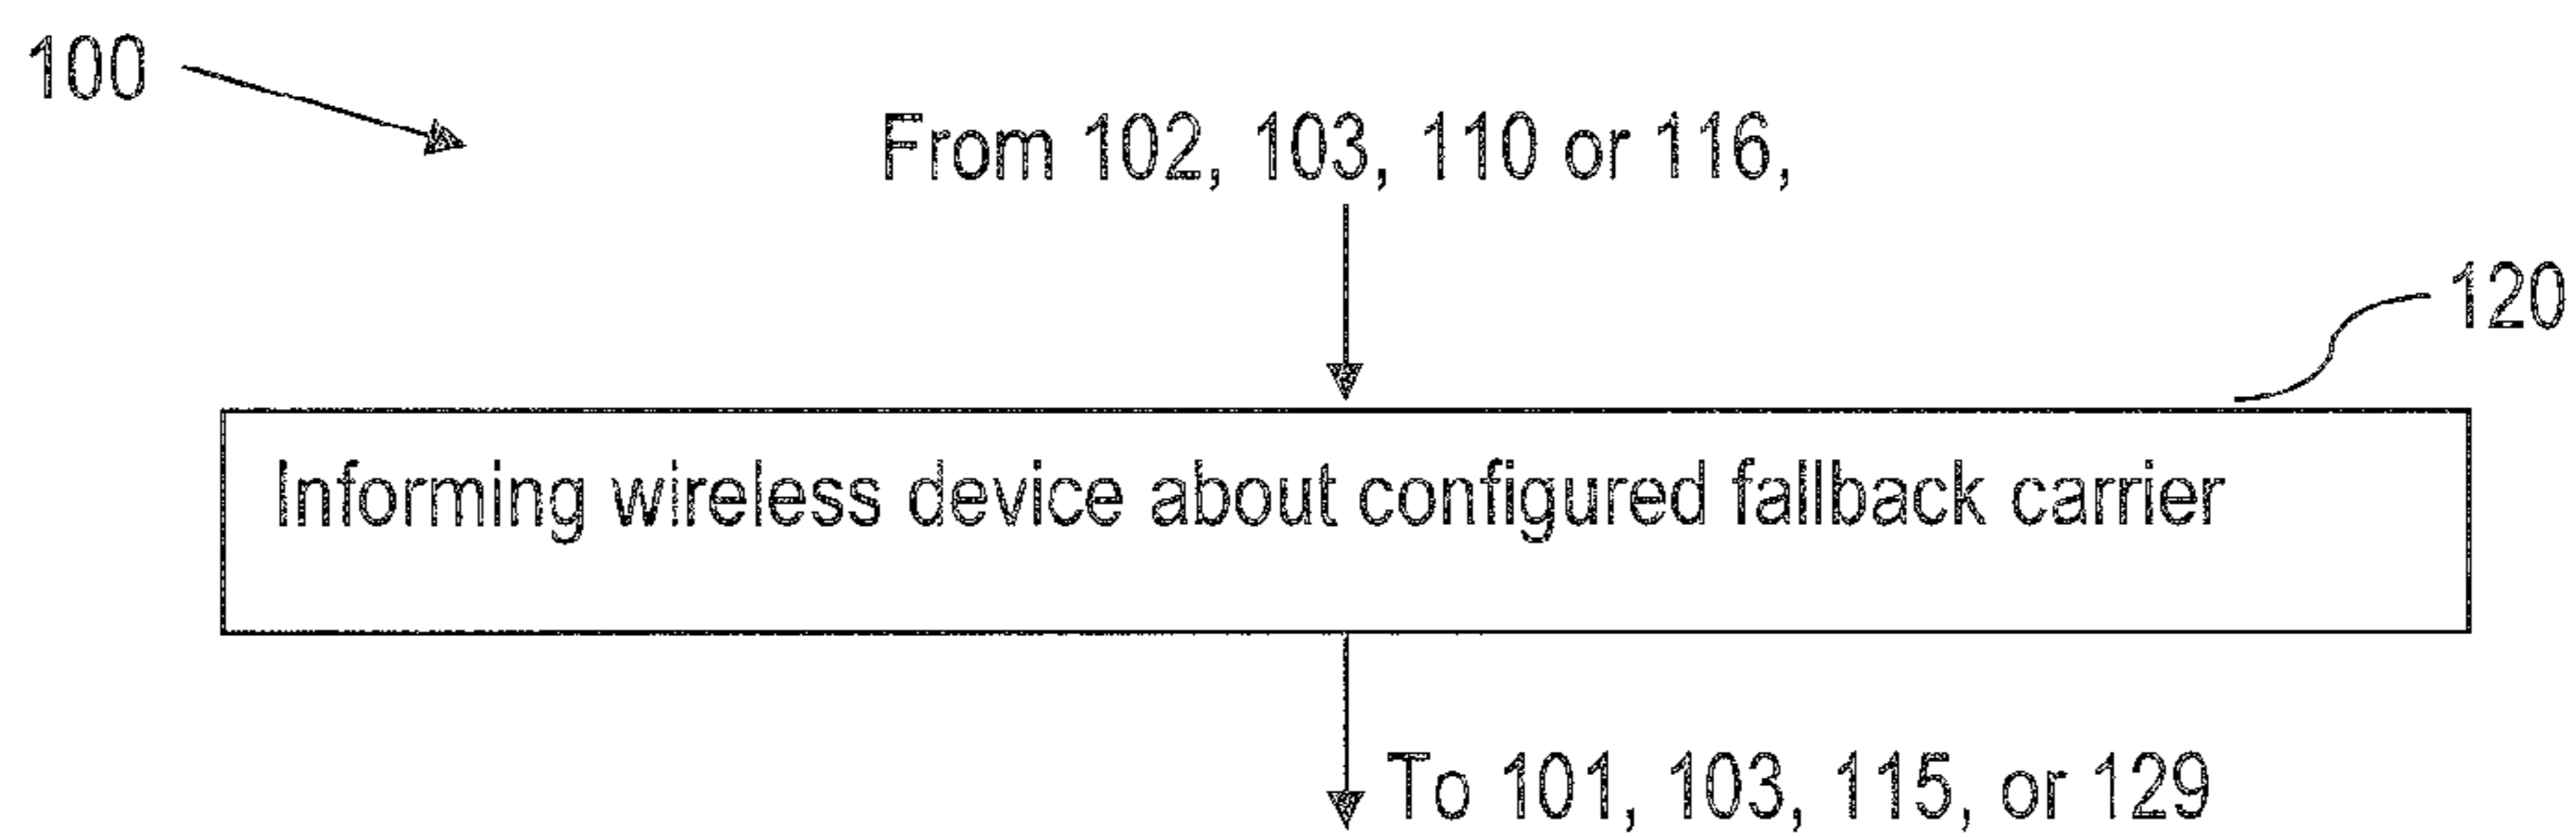 100
From 102, 103, 110 or 116,
120
Informing wireless device about configured fallback carrier
To 101, 103, 115, or 129